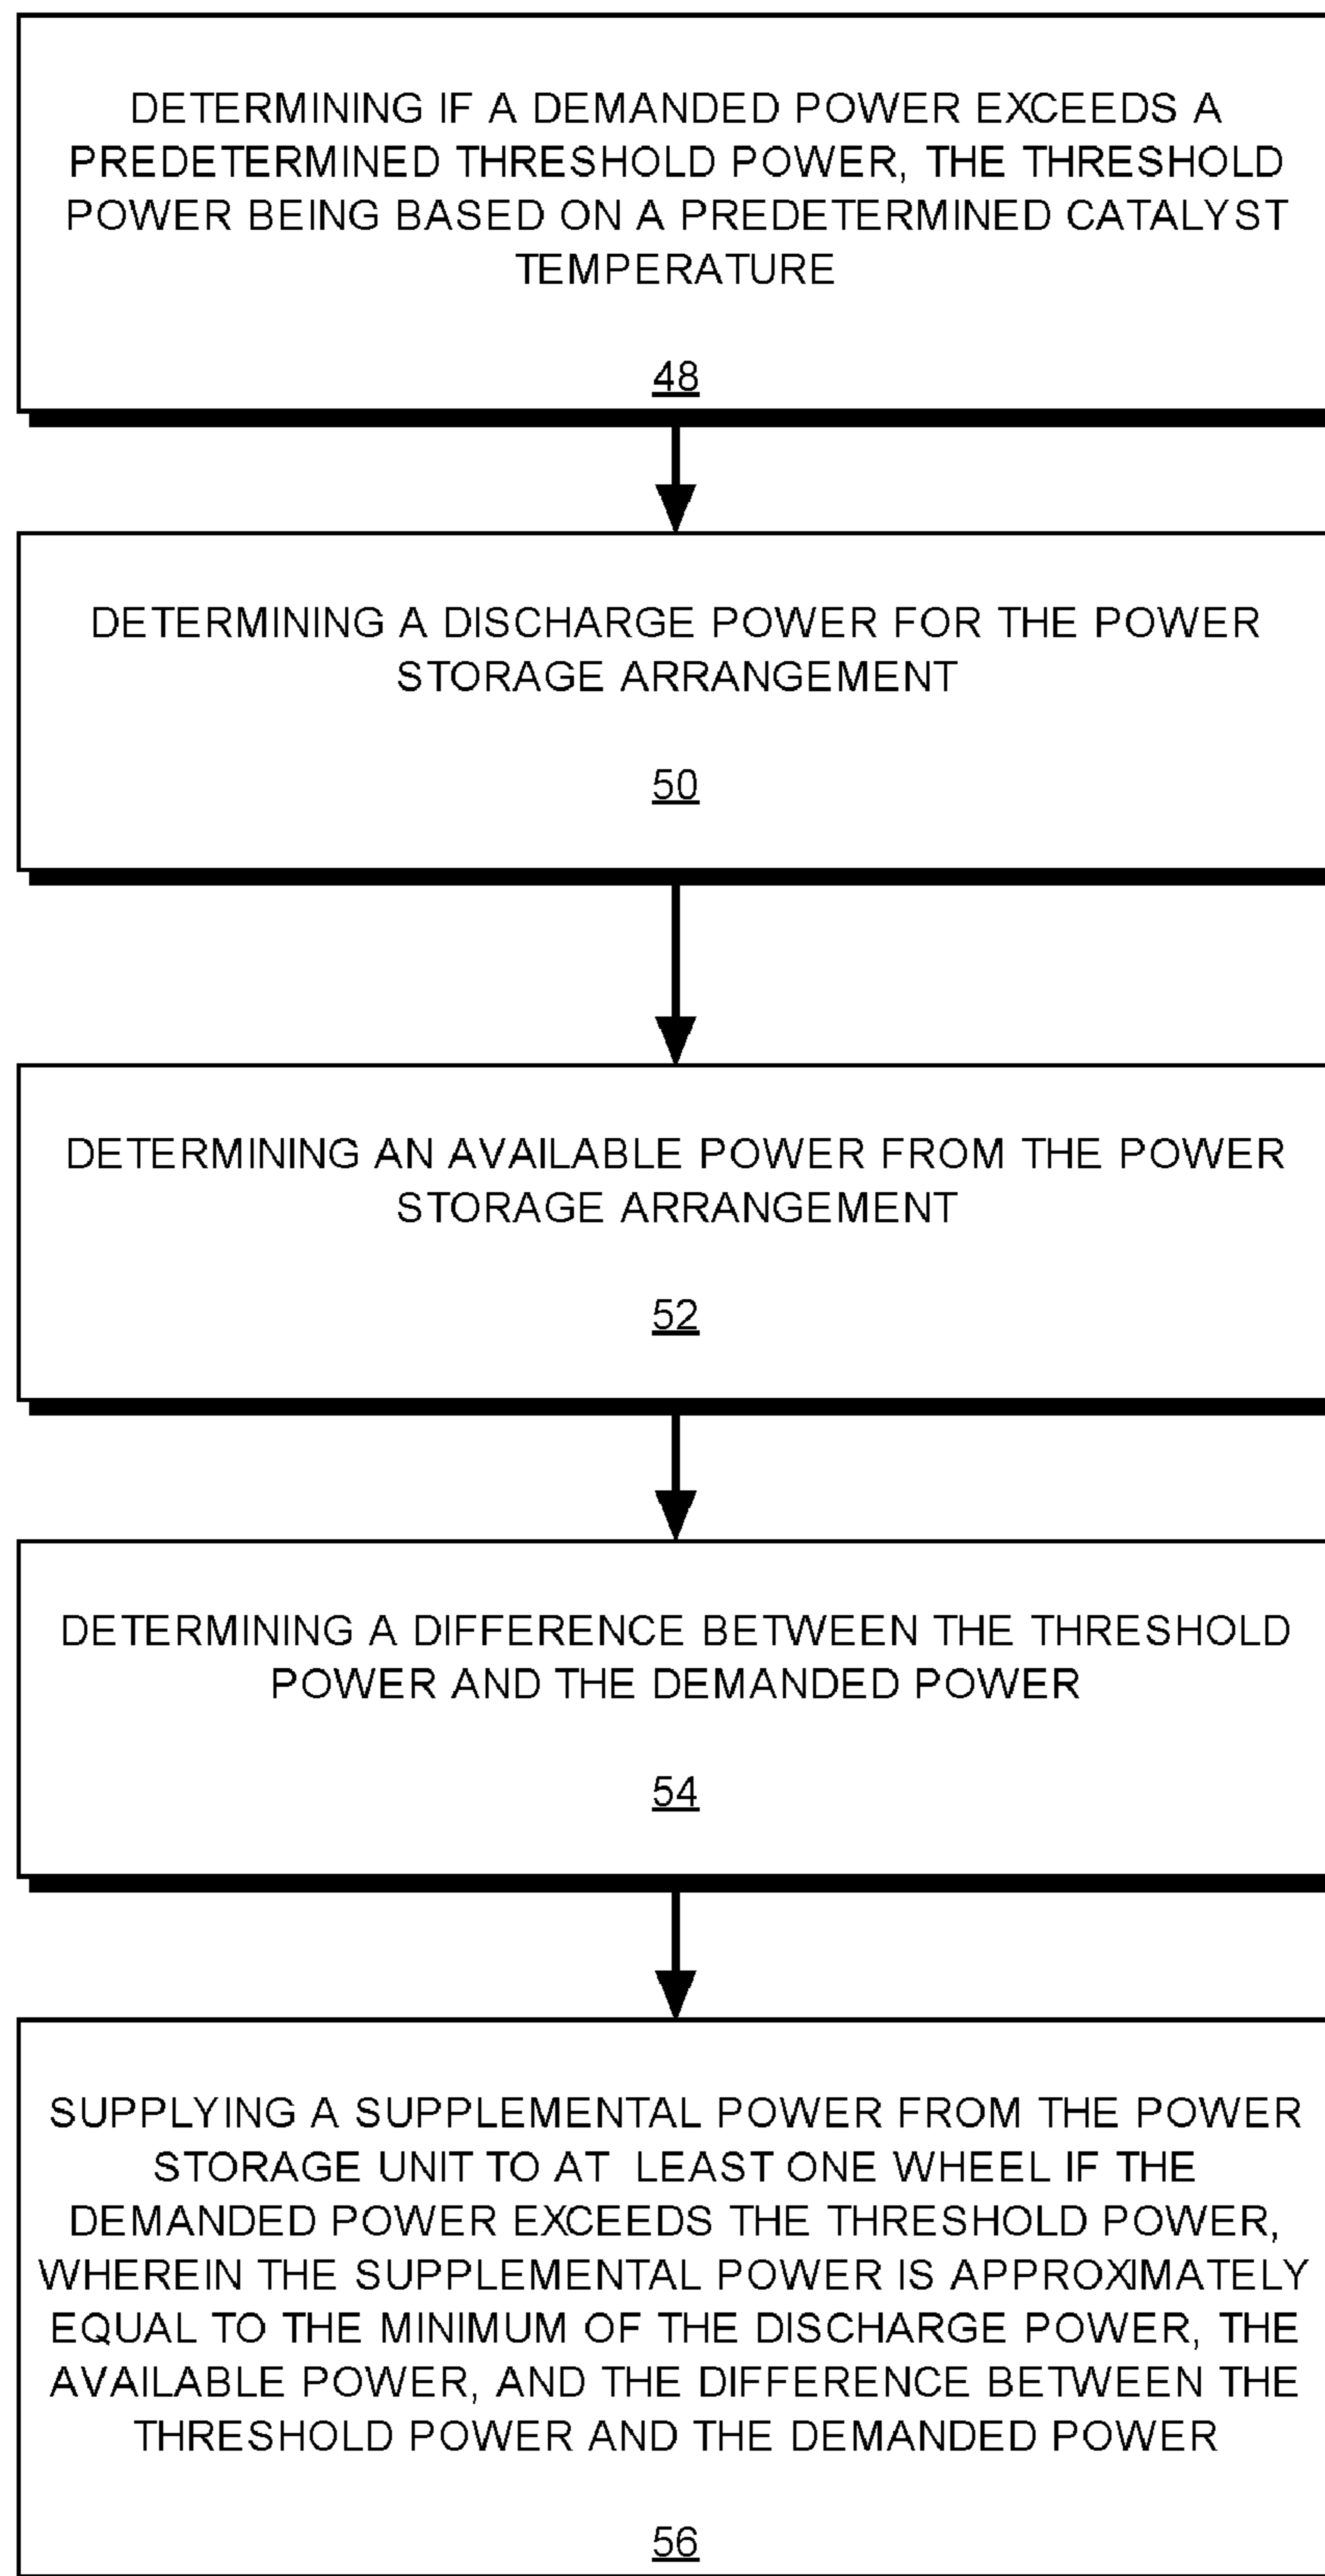 DETERMINING IF A DEMANDED POWER EXCEEDS A
PREDETERMINED THRESHOLD POWER, THE THRESHOLD
POWER BEING BASED ON A PREDETERMINED CATALYST
TEMPERATURE
48
DETERMINING A DISCHARGE POWER FOR THE POWER
STORAGE ARRANGEMENT
50
DETERMINING AN AVAILABLE POWER FROM THE POWER
STORAGE ARRANGEMENT
52
DETERMINING A DIFFERENCE BETWEEN THE THRESHOLD
POWER AND THE DEMANDED POWER
54
SUPPLYING A SUPPLEMENTAL POWER FROM THE POWER
STORAGE UNIT TO AT LEAST ONE WHEEL IF THE
DEMANDED POWER EXCEEDS THE THRESHOLD POWER,
WHEREIN THE SUPPLEMENTAL POWER IS APPROXIMATELY
EQUAL TO THE MINIMUM OF THE DISCHARGE POWER, THE
AVAILABLE POWER, AND THE DIFFERENCE BETWEEN THE
THRESHOLD POWER AND THE DEMANDED POWER
56